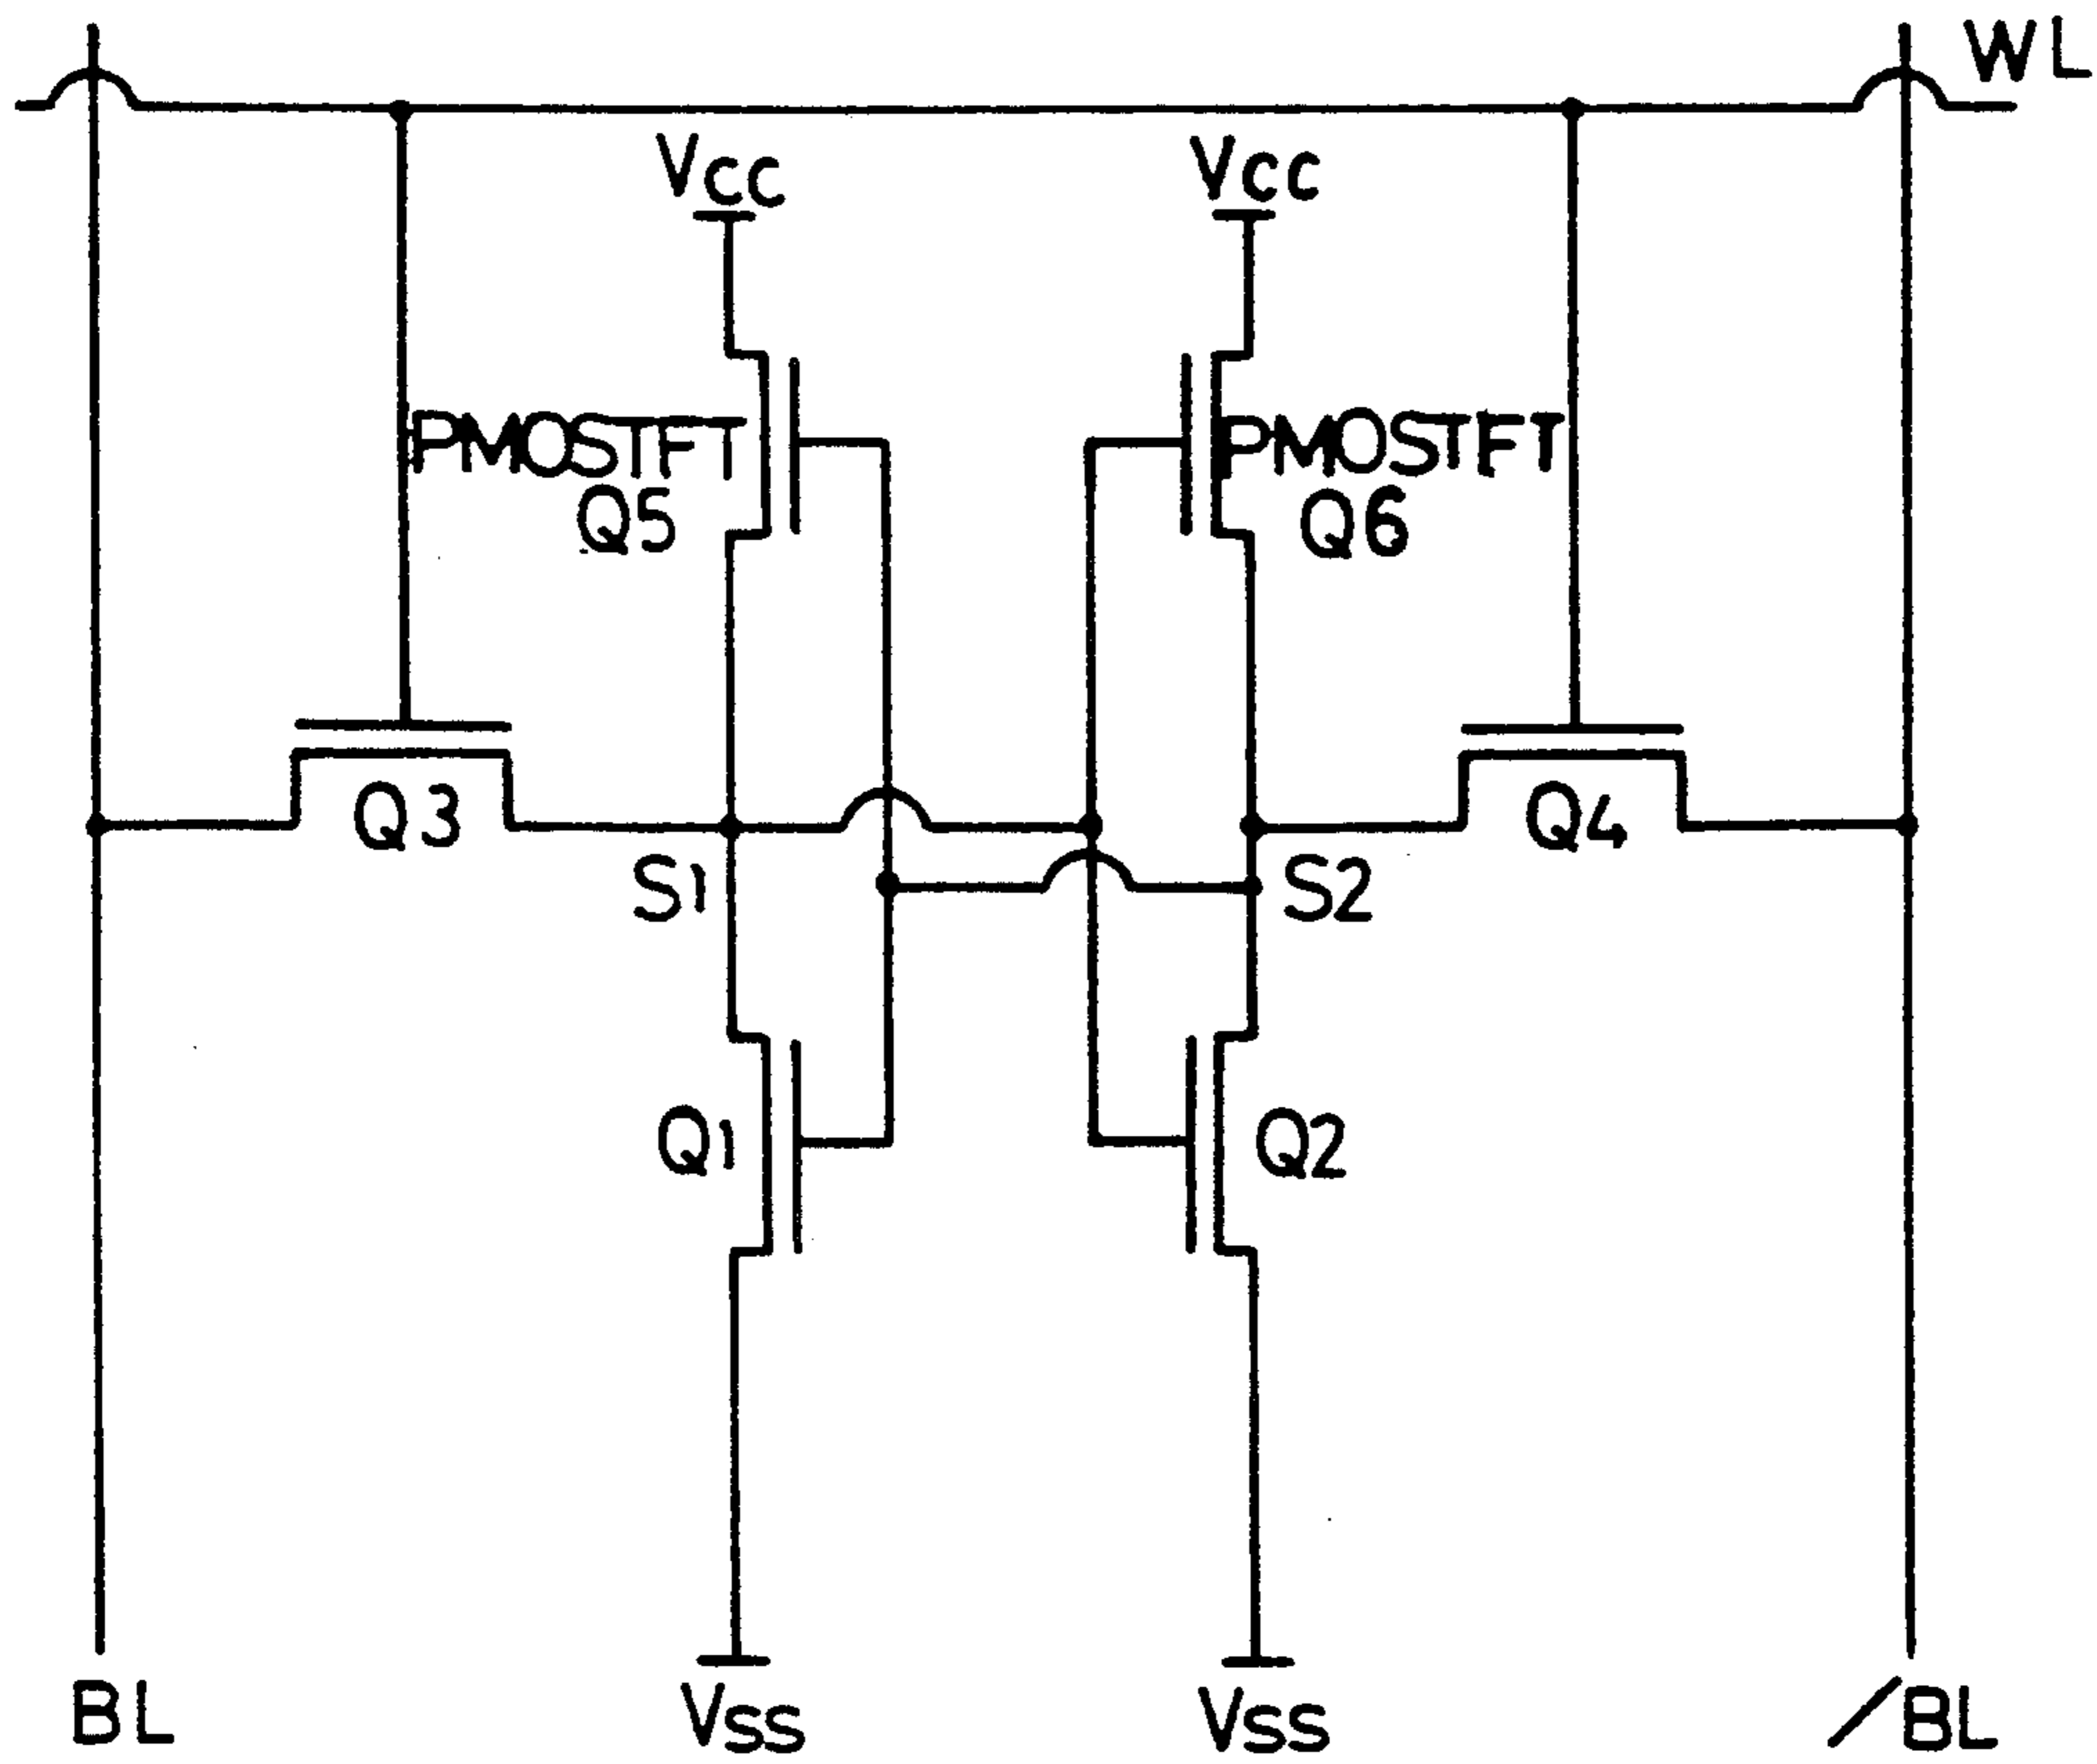 WL
Vcc
Vcc
PMOSTFT
Q5
PMOSTFT
Q6
Q3
Q4
S1
S2
Q1
Q2
BL
Vss
Vss
/BL